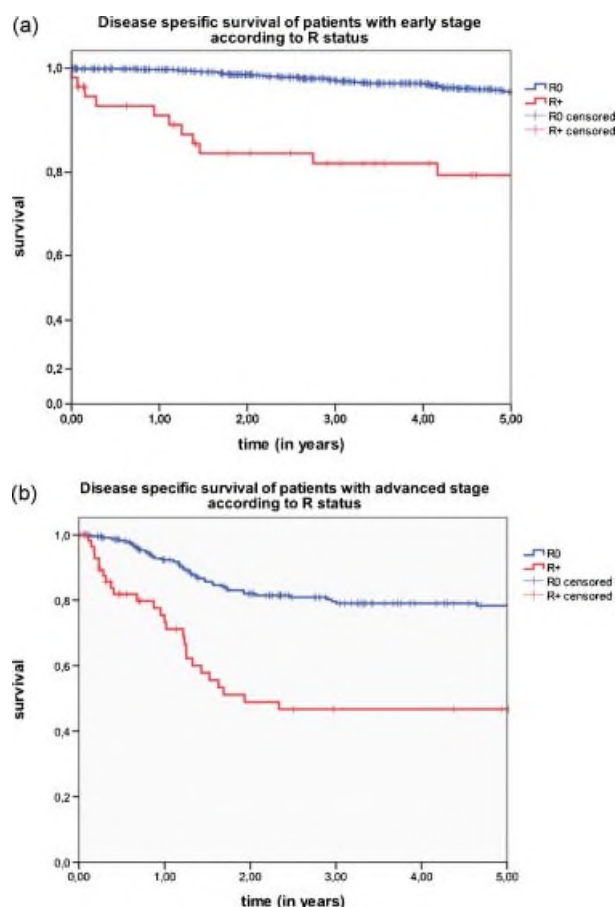 (a)
Disease spesific survival of patients with early stage
according to R status
1,0
0,8
0,6
0,4
0,2
0,0
survival
0,00
1,00
2,00
3,00
4,00
5,00
time (in years)
R0
R+
R0 censored
R+ censored
(b)
Disease specific survival of patients with advanced stage
according to R status
1,0
0,8
0,6
0,4
0,2
0,0
survival
0,00
1,00
2,00
3,00
4,00
5,00
time (in years)
R0
R+
R0 censored
R+ censored